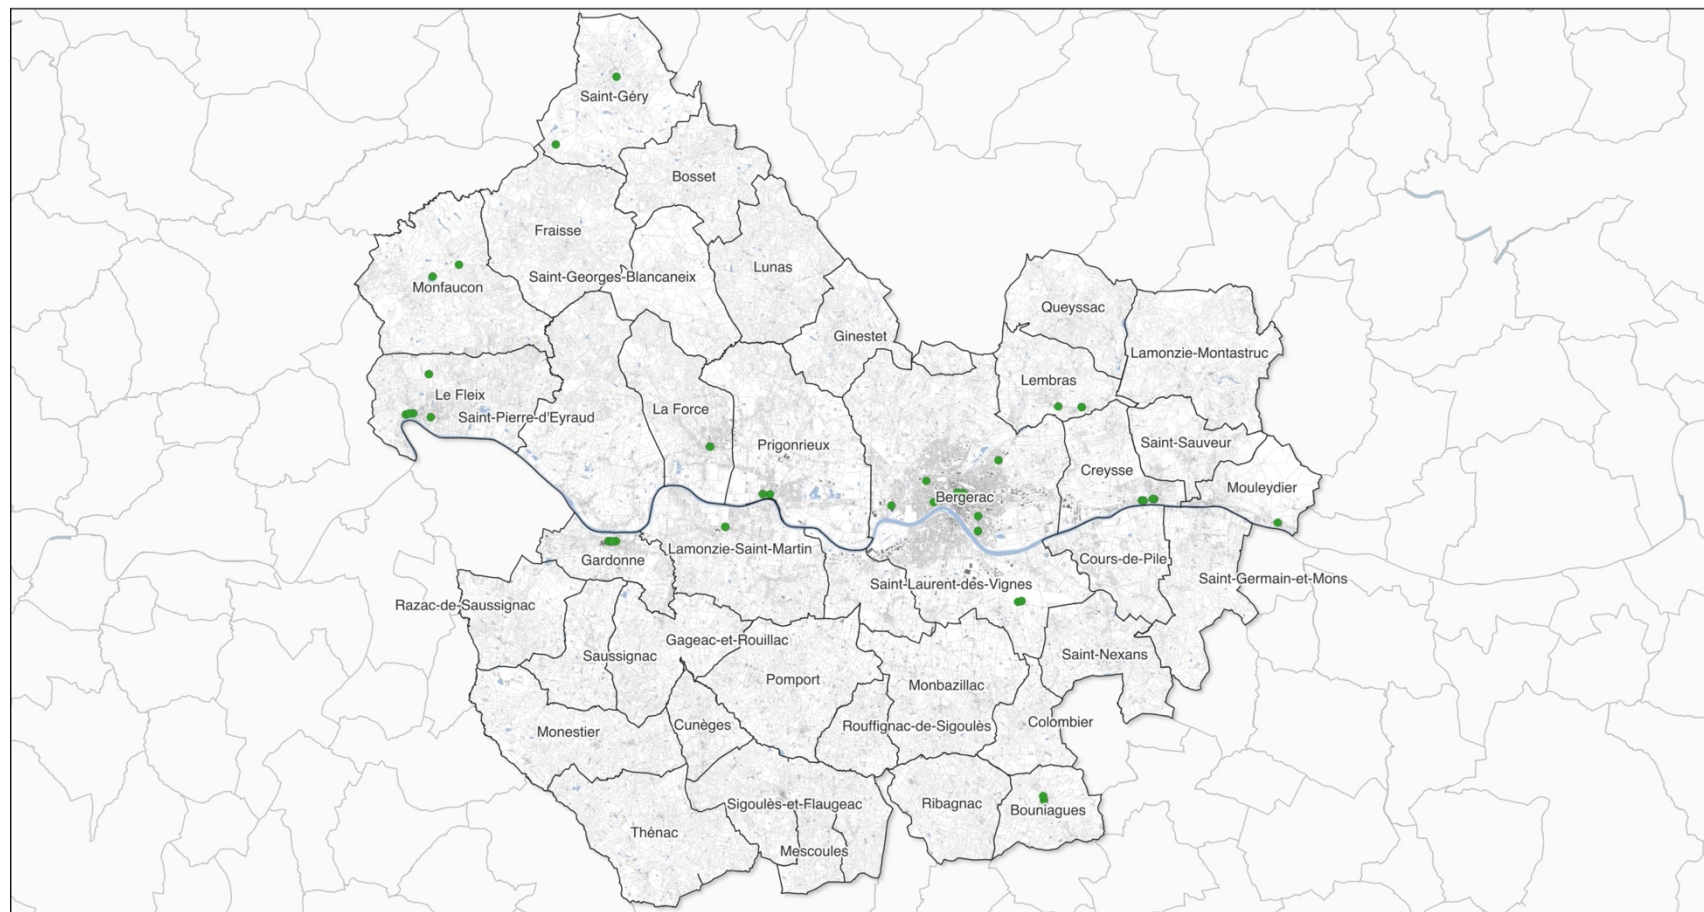 Saint-Géry
Bosset
Fraisse
Saint-Georges-Blancaneix
Lunas
Monfaucon
Queyssac
Ginestet
Lamonzie-Montastruc
Lembras
Le Fleix
La Force
Saint-Pierre-d'Eyraud
Prigonrieux
Saint-Sauveur
Creysse
Mouleydier
Bergerac
Lamonzie-Saint-Martin
Gardonne
Cours-de-Pile
Saint-Germain-et-Mons
Saint-Laurent-des-Vignes
Razac-de-Saussignac
Gageac-et-Rouillac
Saussignac
Saint-Nexans
Pomport
Monbazillac
Colombier
Cunèges
Rouffignac-de-Sigoulès
Monestier
Sigoulès-et-Flaugeac
Ribagnac
Bouniagues
Thénac
Mescoules